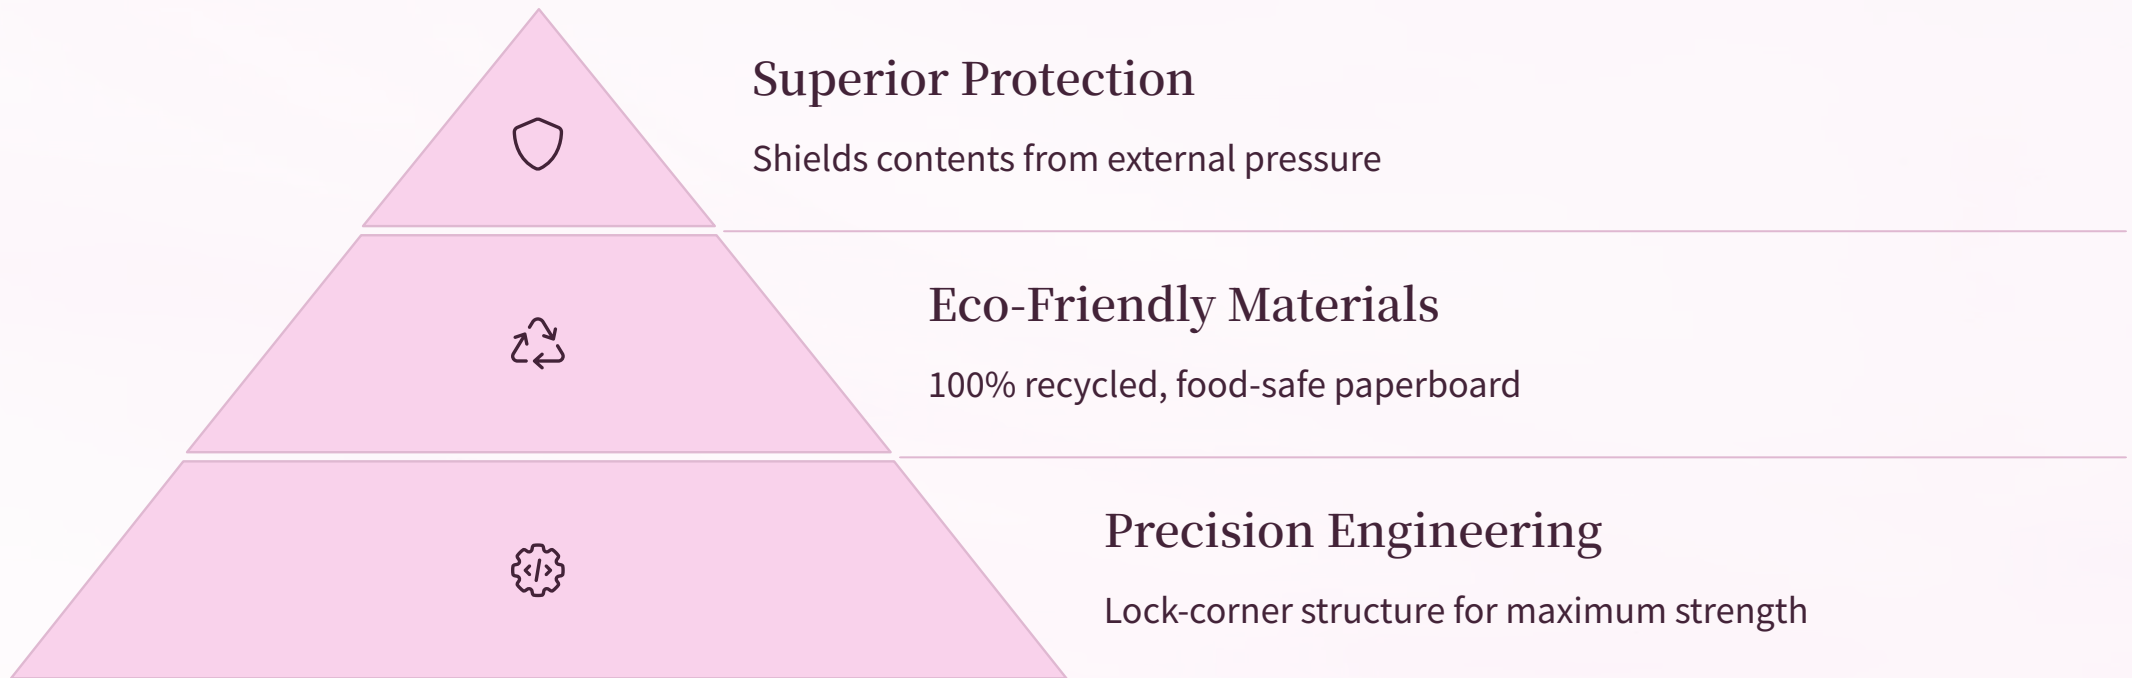 Superior Protection
Shields contents from external pressure
Eco-Friendly Materials
100% recycled, food-safe paperboard
Precision Engineering
Lock-corner structure for maximum strength